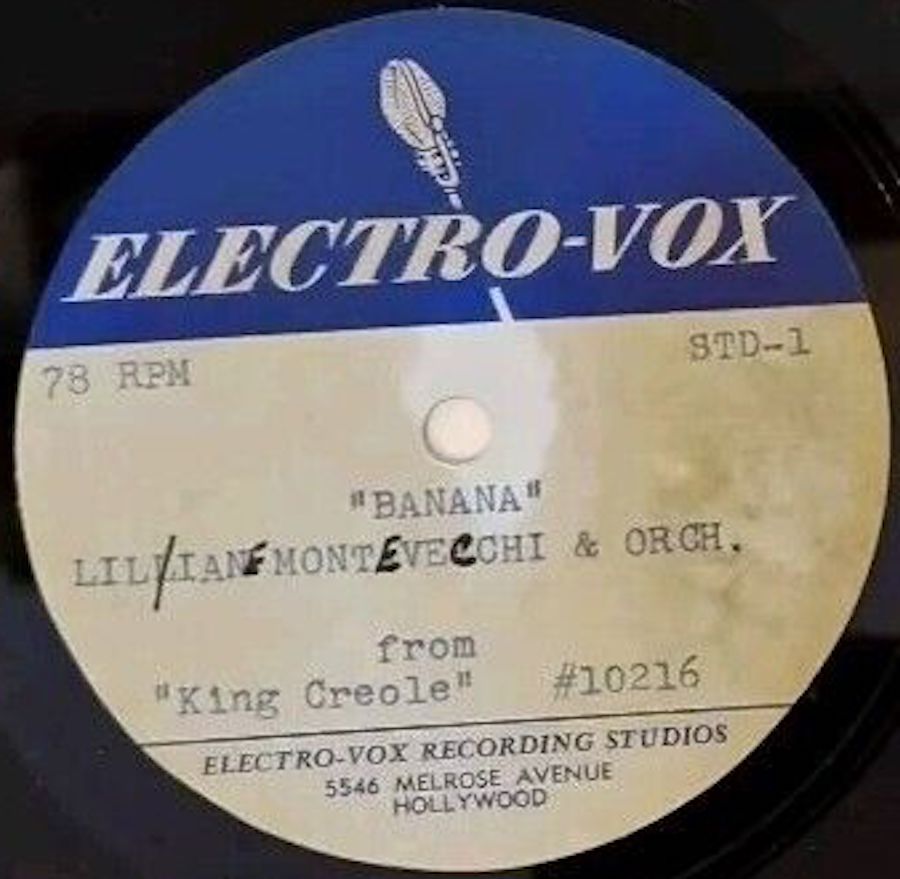 ELECTRO-VOX
78 RPM STD-1
"BANANA"
LILLIANE MONTEVECCHI & ORCH.
from
"King Creole" #10216
ELECTRO-VOX RECORDING STUDIOS
5546 MELROSE AVENUE
HOLLYWOOD